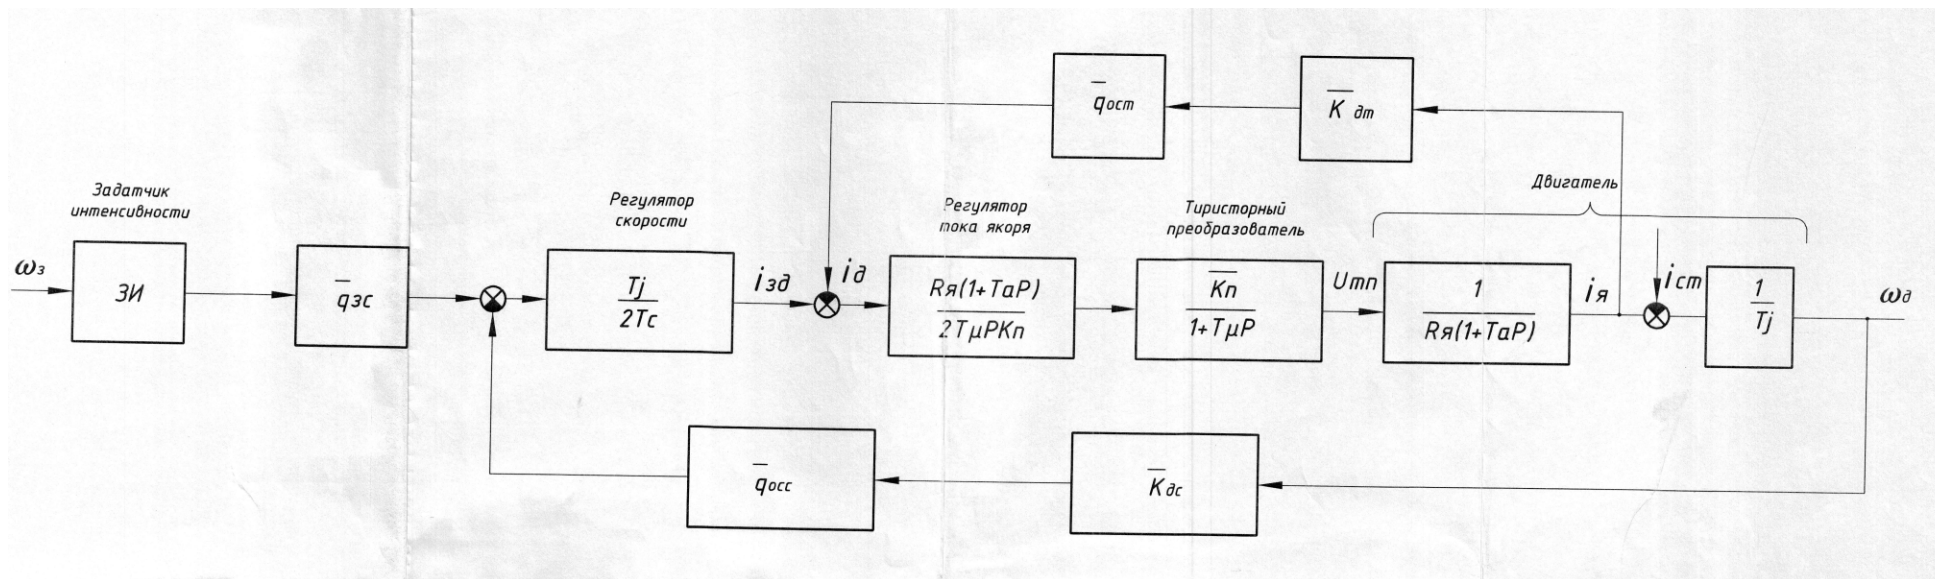 q̅ост
K̅дт
Двигатель
Задатчик
интенсивности
Регулятор
скорости
Регулятор
тока якоря
Тиристорный
преобразователь
ωз
ЗИ
q̅зс
Tj
2Tc
iзд
iд
Rя(1+TaP)
2TμPKп
K̅п
1+TμP
Uтп
1
Rя(1+TaP)
iя
iст
1
Tj
ωд
q̅осс
K̅дс